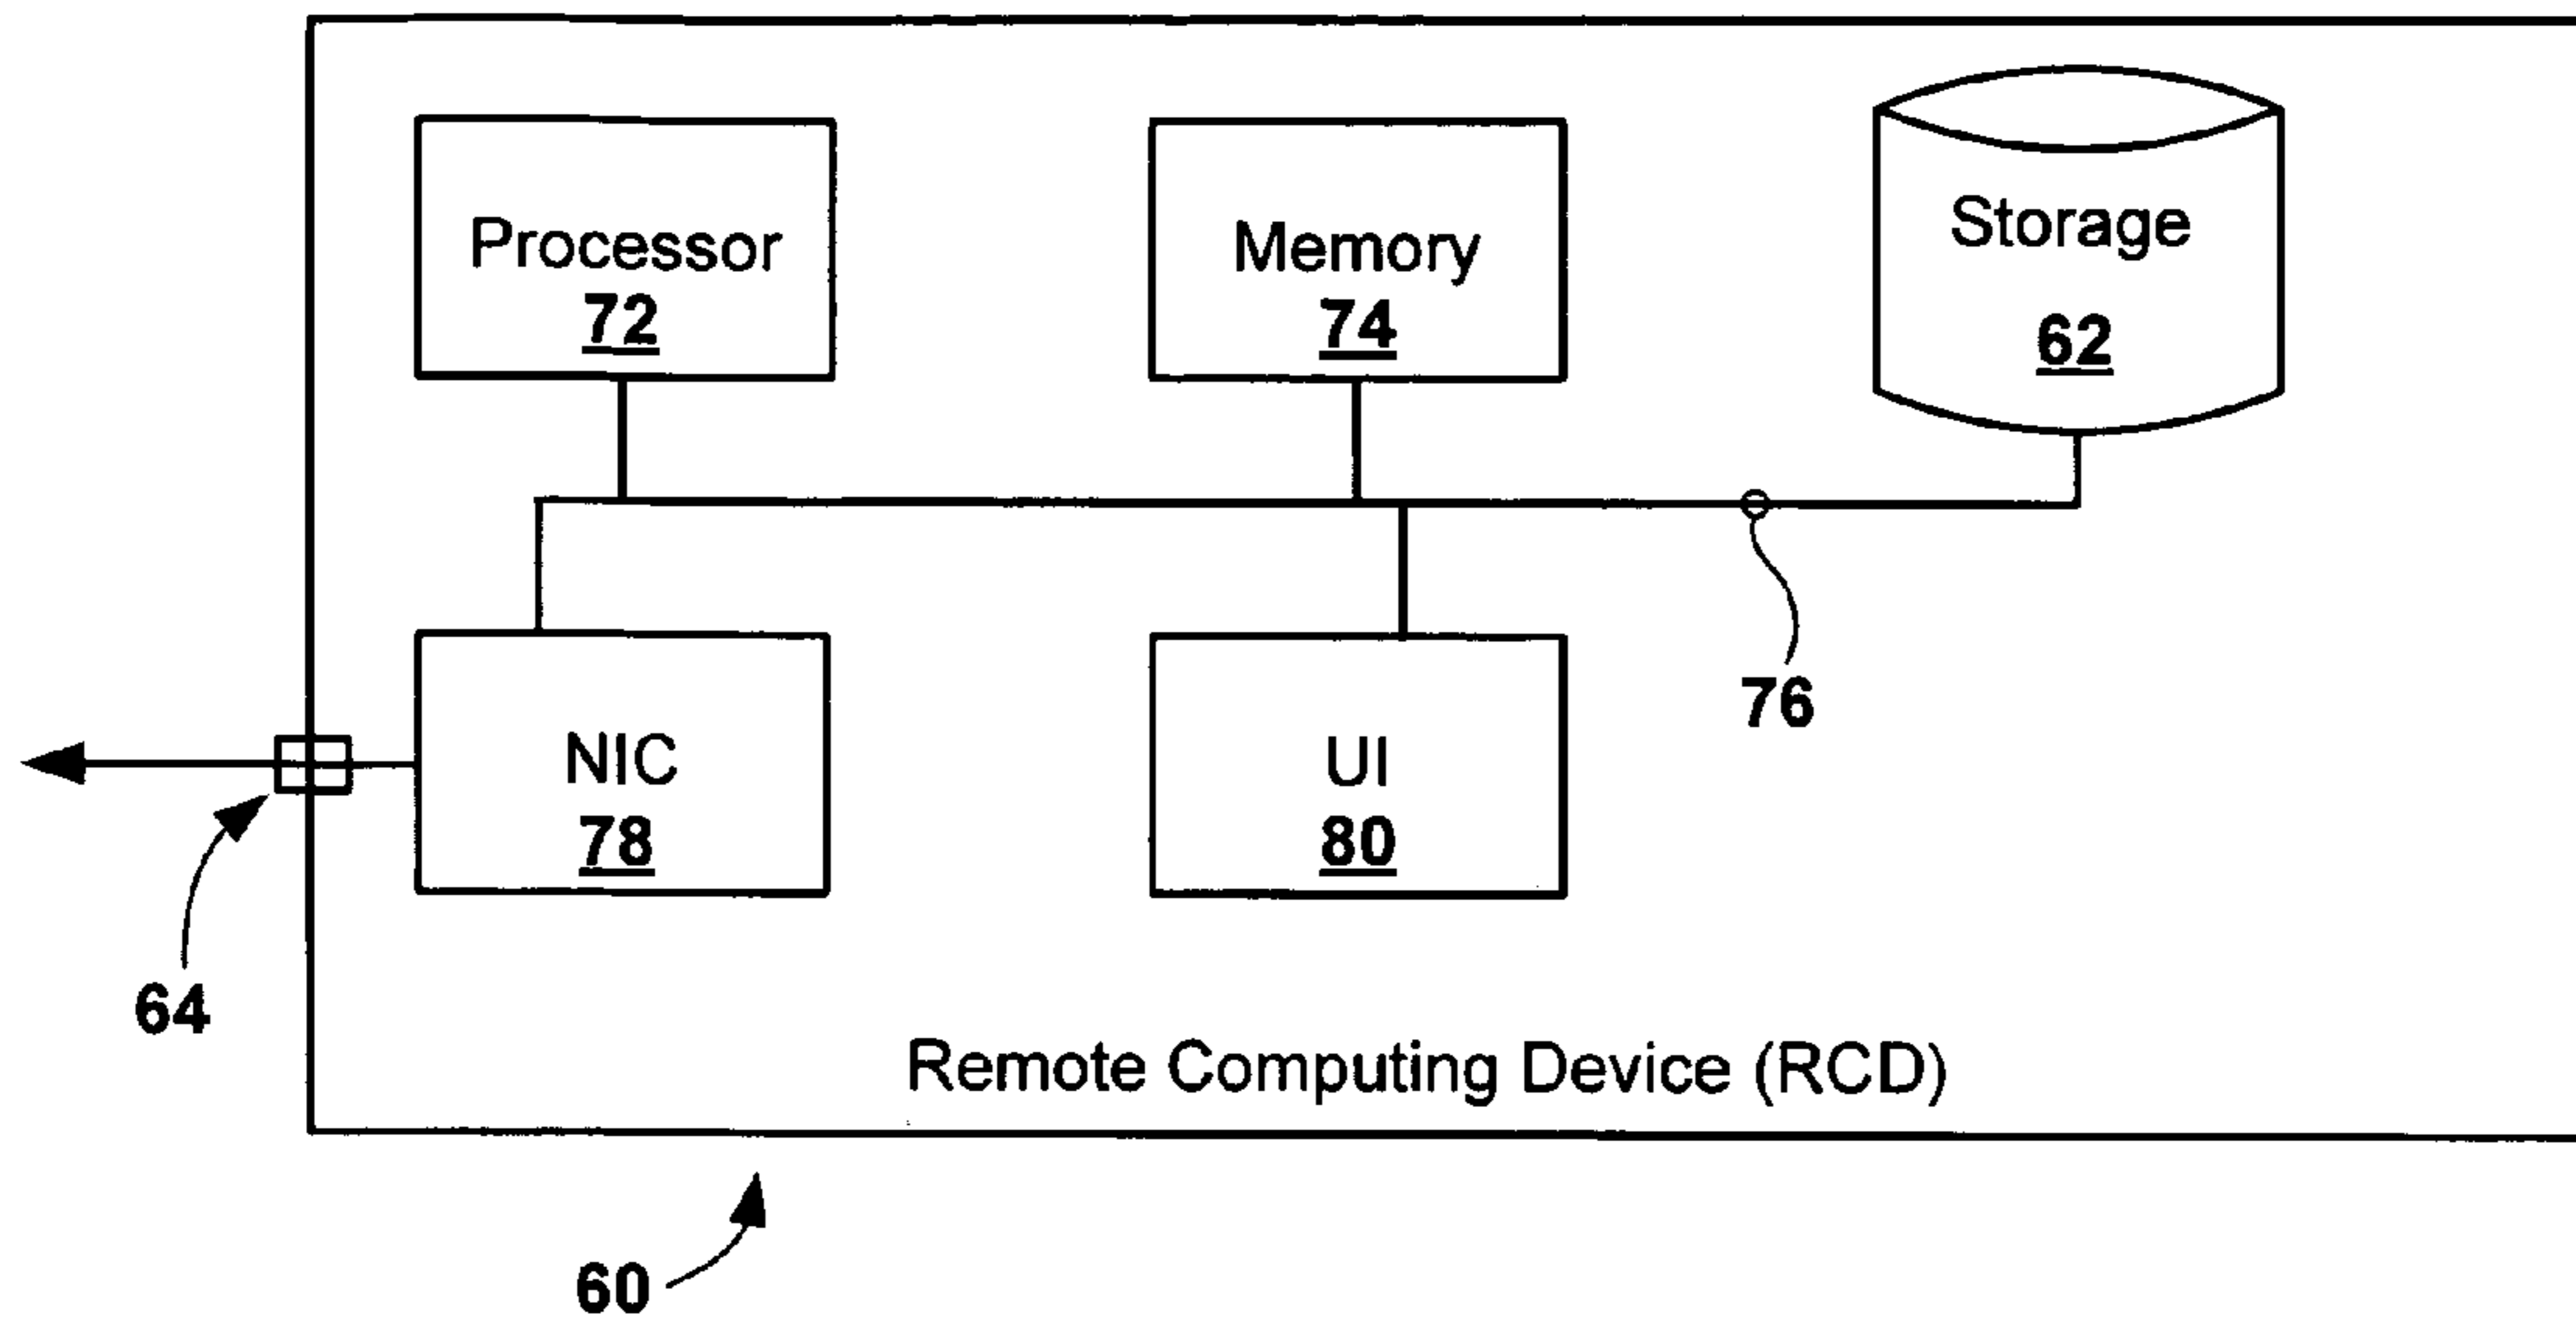 Processor
72
Memory
74
Storage
62
76
NIC
78
UI
80
64
Remote Computing Device (RCD)
60